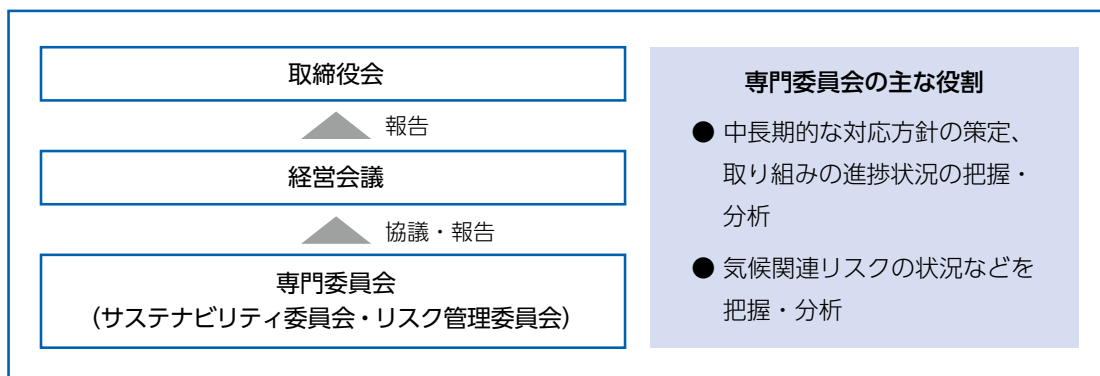 取締役会
報告
経営会議
協議・報告
専門委員会
（サステナビリティ委員会・リスク管理委員会）
専門委員会の主な役割
● 中長期的な対応方針の策定、
取り組みの進捗状況の把握・
分析
● 気候関連リスクの状況などを
把握・分析